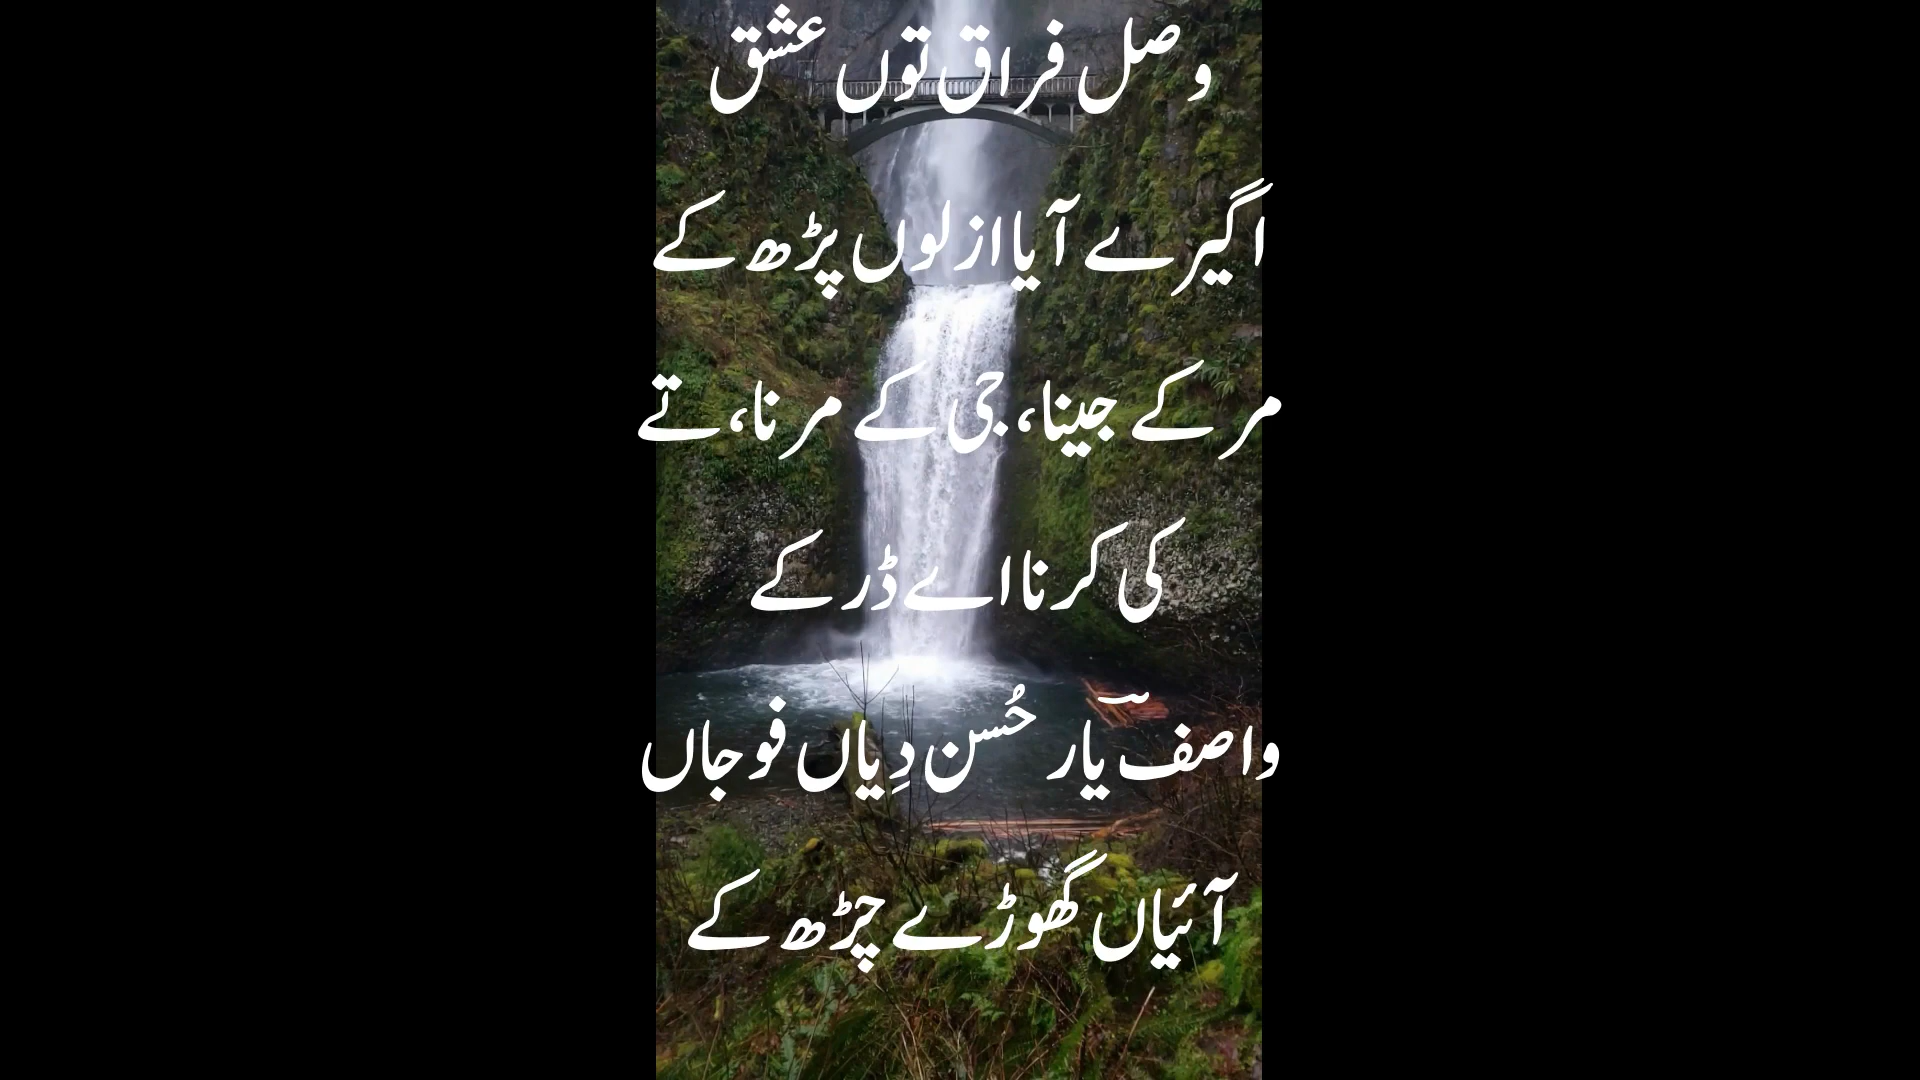 وصل فراق توں عشق
اگیرے آیا ازلوں پڑھ کے
مر کے جینا، جی کے مرنا، تے
کی کرنا اے ڈر کے
واصفؔ یار حُسن دِیاں فوجاں
آئیاں گھوڑے چڑھ کے